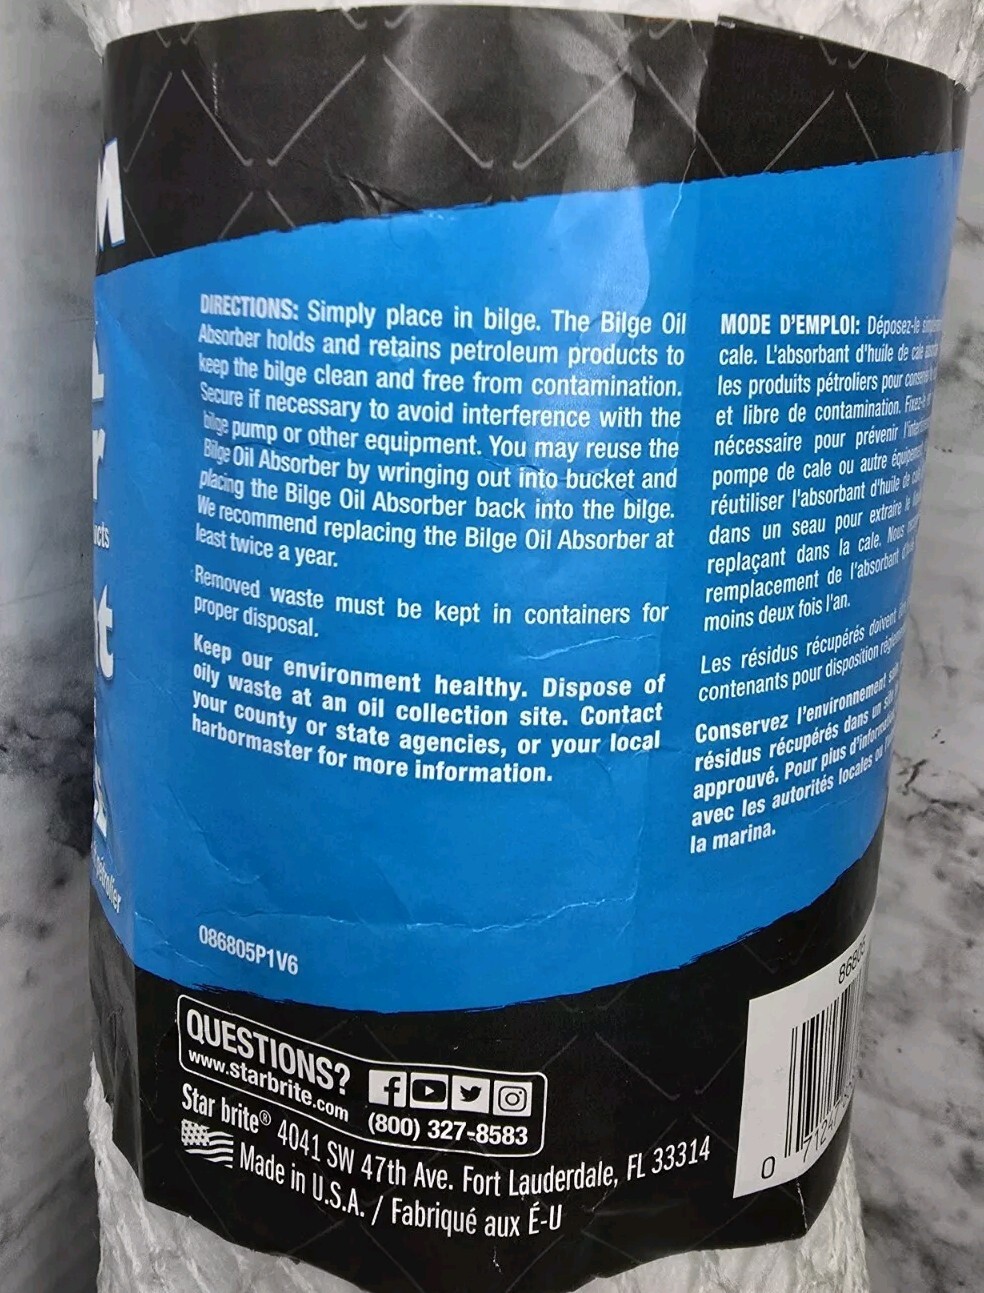 DIRECTIONS: Simply place in bilge. The Bilge Oil
Absorber holds and retains petroleum products to
keep the bilge clean and free from contamination.
Secure if necessary to avoid interference with the
bilge pump or other equipment. You may reuse the
Bilge Oil Absorber by wringing out into bucket and
placing the Bilge Oil Absorber back into the bilge.
We recommend replacing the Bilge Oil Absorber at
least twice a year.
Removed waste must be kept in containers for
proper disposal.
Keep our environment healthy. Dispose of
oily waste at an oil collection site. Contact
your county or state agencies, or your local
harbormaster for more information.
086805P1V6
MODE D'EMPLOI: Déposez-le
cale. L'absorbant d'huile de cale
les produits pétroliers pour
et libre de contamination.
nécessaire pour prévenir
pompe de cale ou autre
réutiliser l'absorbant d'huile de
dans un seau pour extraire le
replaçant dans la cale. Nous
remplacement de l'absorbant
moins deux fois l'an.
Les résidus récupérés doivent
contenants pour disposition
Conservez l'environnement
résidus récupérés dans un site
approuvé. Pour plus
avec les autorités locales ou
la marina.
QUESTIONS?
www.starbrite.com
(800) 327-8583
Star brite® 4041 SW 47th Ave. Fort Lauderdale, FL 33314
Made in U.S.A. / Fabriqué aux É-U
86805
0